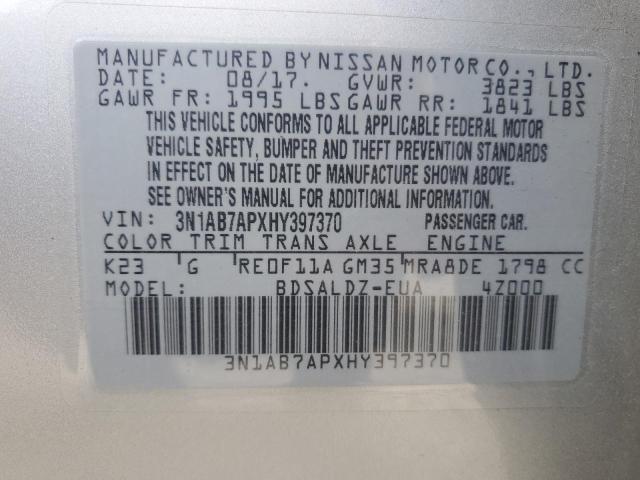 MANUFACTURED BY NISSAN MOTOR CO., LTD.
DATE: 08/17. GVWR: 3823 LBS
GAWR FR: 1995 LBS GAWR RR: 1841 LBS
THIS VEHICLE CONFORMS TO ALL APPLICABLE FEDERAL MOTOR
VEHICLE SAFETY, BUMPER AND THEFT PREVENTION STANDARDS
IN EFFECT ON THE DATE OF MANUFACTURE SHOWN ABOVE.
SEE OWNER'S MANUAL FOR ADDITIONAL INFORMATION.
VIN: 3N1AB7APXHY397370 PASSENGER CAR.
COLOR TRIM TRANS AXLE ENGINE
K23 G RE0F11A GM35 MRA8DE 1798 CC
MODEL: BDSALDZ-EUA 4Z000
3N1AB7APXHY397370